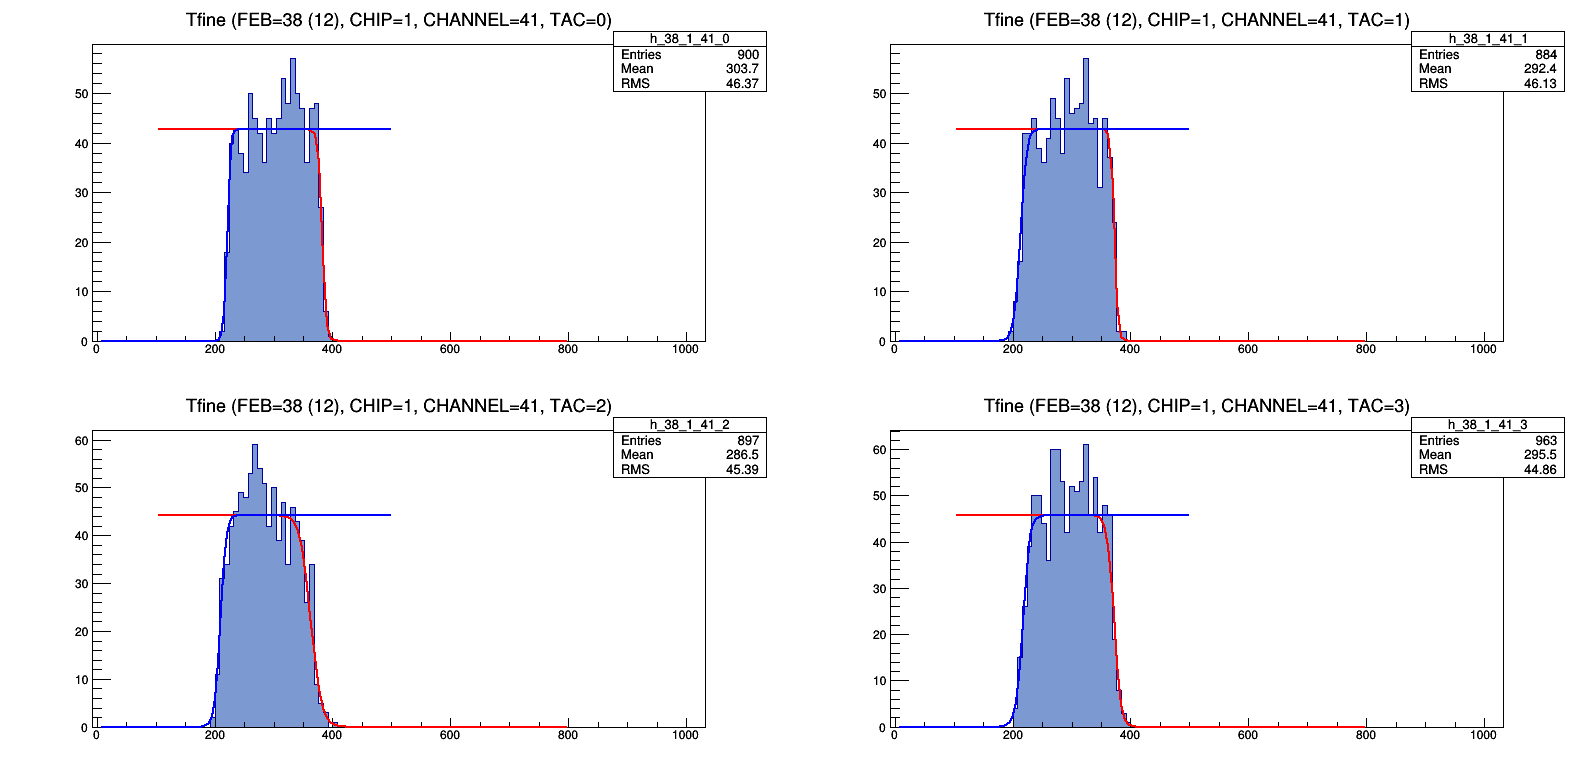 Tfine (FEB=38 (12), CHIP=1, CHANNEL=41, TAC=0)
h_38_1_41_0
Entries 900
Mean 303.7
RMS 46.37
50
40
30
20
10
0
0 200 400 600 800 1000
Tfine (FEB=38 (12), CHIP=1, CHANNEL=41, TAC=1)
h_38_1_41_1
Entries 884
Mean 292.4
RMS 46.13
50
40
30
20
10
0
0 200 400 600 800 1000
Tfine (FEB=38 (12), CHIP=1, CHANNEL=41, TAC=2)
h_38_1_41_2
Entries 897
Mean 286.5
RMS 45.39
60
50
40
30
20
10
0
0 200 400 600 800 1000
Tfine (FEB=38 (12), CHIP=1, CHANNEL=41, TAC=3)
h_38_1_41_3
Entries 963
Mean 295.5
RMS 44.86
60
50
40
30
20
10
0
0 200 400 600 800 1000